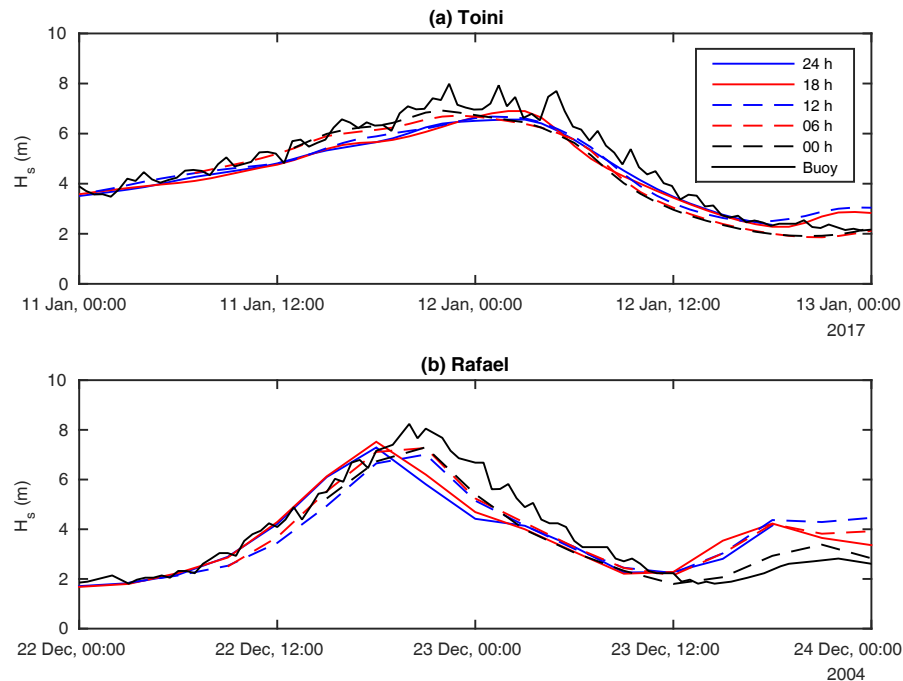 (a) Toini
10
8
6
4
2
0
H_s (m)
24 h
18 h
12 h
06 h
00 h
Buoy
11 Jan, 00:00 11 Jan, 12:00 12 Jan, 00:00 12 Jan, 12:00 13 Jan, 00:00
2017
(b) Rafael
10
8
6
4
2
0
H_s (m)
22 Dec, 00:00 22 Dec, 12:00 23 Dec, 00:00 23 Dec, 12:00 24 Dec, 00:00
2004